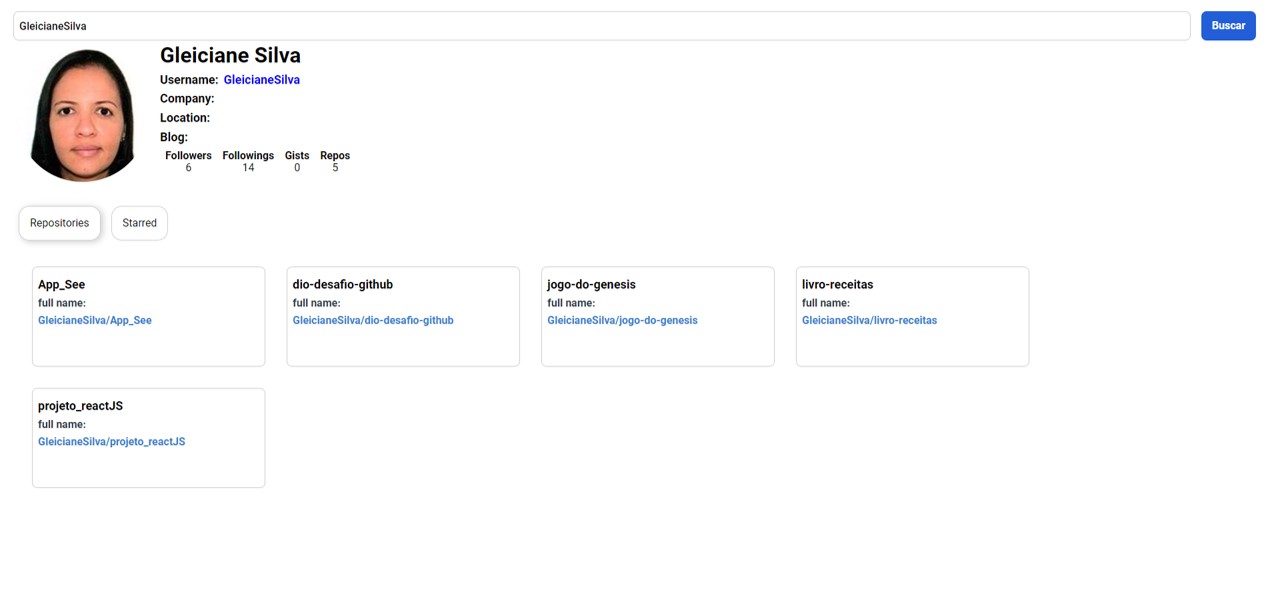 GleicianeSilva
Buscar
Gleiciane Silva
Username: GleicianeSilva
Company:
Location:
Blog:
Followers Followings Gists Repos
6 14 0 5
Repositories Starred
App_See
full name:
GleicianeSilva/App_See
dio-desafio-github
full name:
GleicianeSilva/dio-desafio-github
jogo-do-genesis
full name:
GleicianeSilva/jogo-do-genesis
livro-receitas
full name:
GleicianeSilva/livro-receitas
projeto_reactJS
full name:
GleicianeSilva/projeto_reactJS